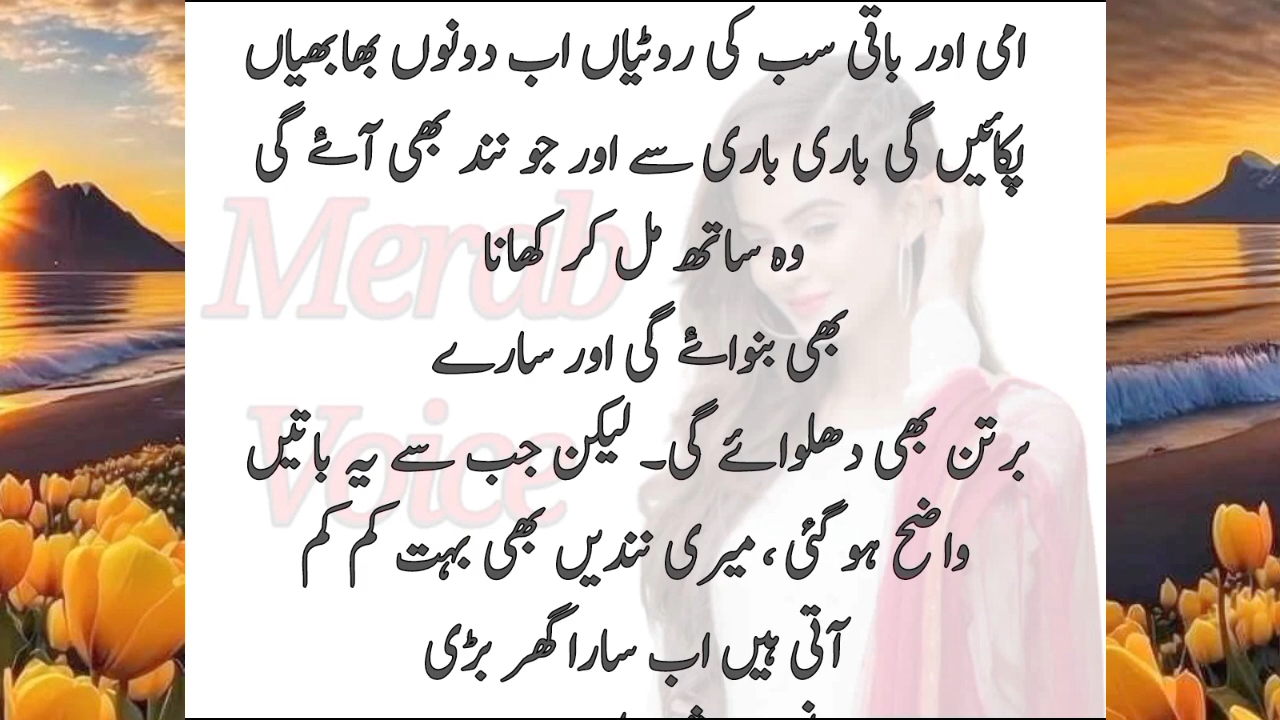 امی اور باقی سب کی روٹیاں اب دونوں بھابھیاں
پکائیں گی باری باری سے اور جو نند بھی آئے گی
وہ ساتھ مل کر کھانا
بھی بنوائے گی اور سارے
برتن بھی دھلوائے گی۔ لیکن جب سے یہ باتیں
واضح ہو گئی ، میری نندیں بھی بہت کم کم
آتی ہیں اب سارا گھر بڑی
Merab
Voice